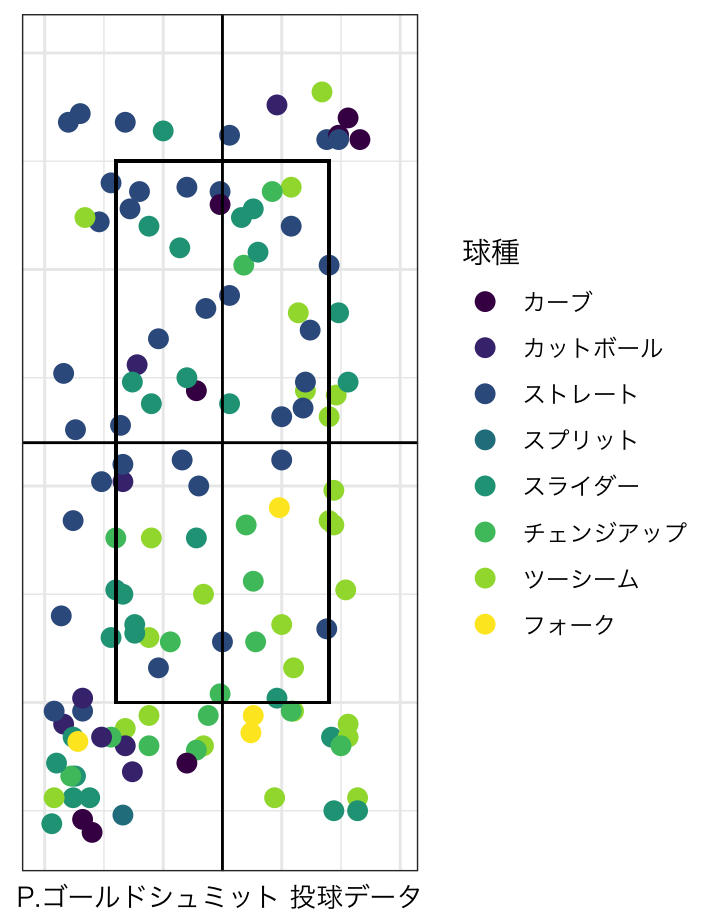 球種
カーブ
カットボール
ストレート
スプリット
スライダー
チェンジアップ
ツーシーム
フォーク
P.ゴールドシュミット 投球データ